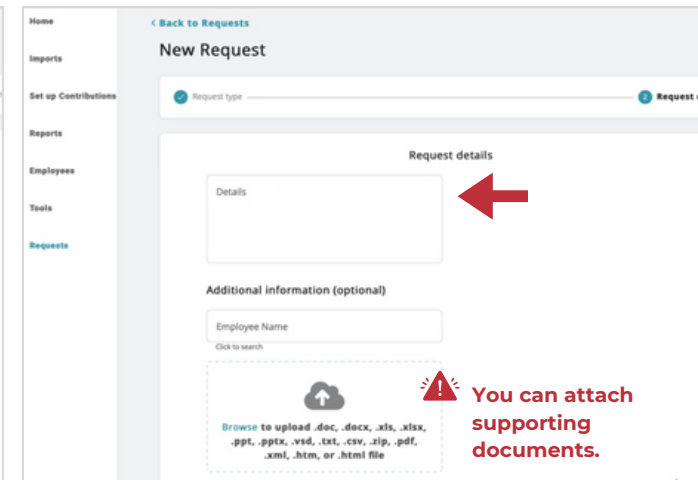 Home
Imports
Set up Contributions
Reports
Employees
Tools
Requests
< Back to Requests
New Request
Request type
2 Request
Request details
Details
Additional information (optional)
Employee Name
Click to search
Browse to upload .doc, .docx, .xls, .xlsx,
.ppt, .pptx, .vsd, .txt, .csv, .zip, .pdf,
.xml, .htm, or .html file
You can attach
supporting
documents.